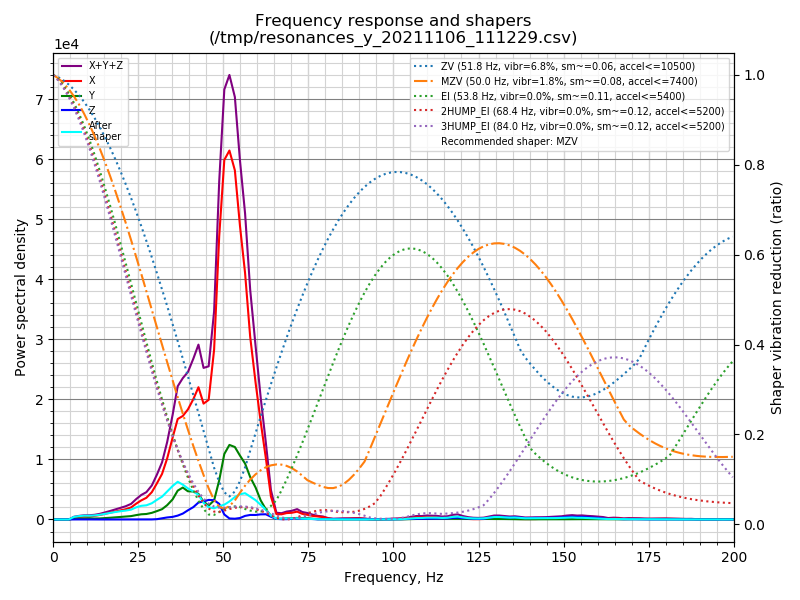 Frequency response and shapers
(/tmp/resonances_y_20211106_111229.csv)
1e4
X+Y+Z
X
Y
Z
After
shaper
ZV (51.8 Hz, vibr=6.8%, sm~=0.06, accel<=10500)
MZV (50.0 Hz, vibr=1.8%, sm~=0.08, accel<=7400)
EI (53.8 Hz, vibr=0.0%, sm~=0.11, accel<=5400)
2HUMP_EI (68.4 Hz, vibr=0.0%, sm~=0.12, accel<=5200)
3HUMP_EI (84.0 Hz, vibr=0.0%, sm~=0.12, accel<=5200)
Recommended shaper: MZV
7
6
5
4
3
2
1
0
Power spectral density
1.0
0.8
0.6
0.4
0.2
0.0
Shaper vibration reduction (ratio)
0 25 50 75 100 125 150 175 200
Frequency, Hz